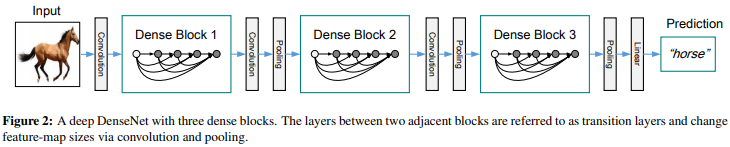 Input
Prediction
Convolution
Dense Block 1
Convolution
Pooling
Dense Block 2
Convolution
Pooling
Dense Block 3
Pooling
Linear
"horse"
Figure 2: A deep DenseNet with three dense blocks. The layers between two adjacent blocks are referred to as transition layers and change
feature-map sizes via convolution and pooling.